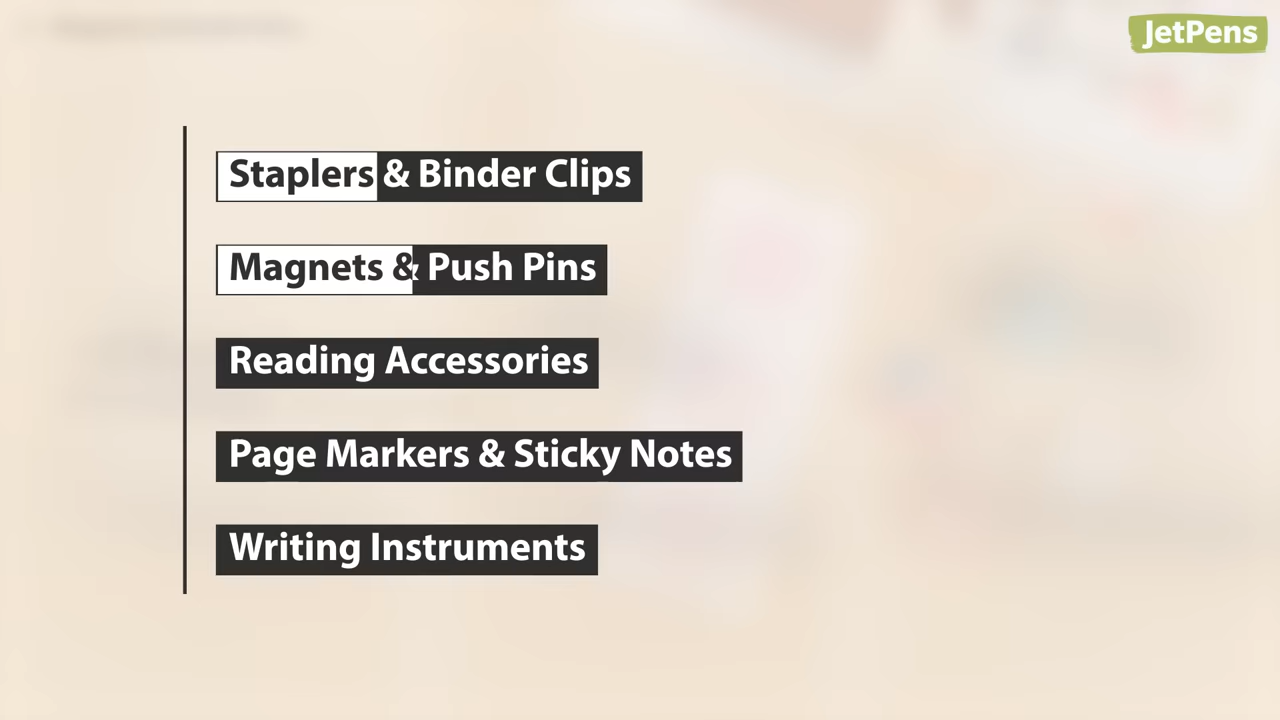 JetPens
Staplers & Binder Clips
Magnets & Push Pins
Reading Accessories
Page Markers & Sticky Notes
Writing Instruments